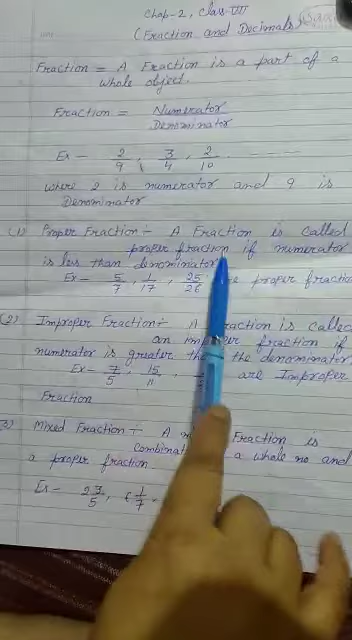 Chap-2, Class-VII
(Fraction and Decimals)
Fraction = A Fraction is a part of a
whole object.
Fraction = Numerator
Denominator
Ex - 2/9, 3/4, 2/10
where 2 is numerator and 9 is
Denominator
(1) Proper Fraction :- A Fraction is called
proper fraction if numerator
is less than denominator
Ex - 5/7, 1/17, 25/26 proper fraction
(2) Improper Fraction :- A fraction is called
an improper fraction if
numerator is greater than the denominator
Ex - 7/5, 15/11, are Improper
Fraction
(3) Mixed Fraction :- A Fraction is
combinat a whole no and
a proper fraction.
Ex - 2 3/5, 6 1/7